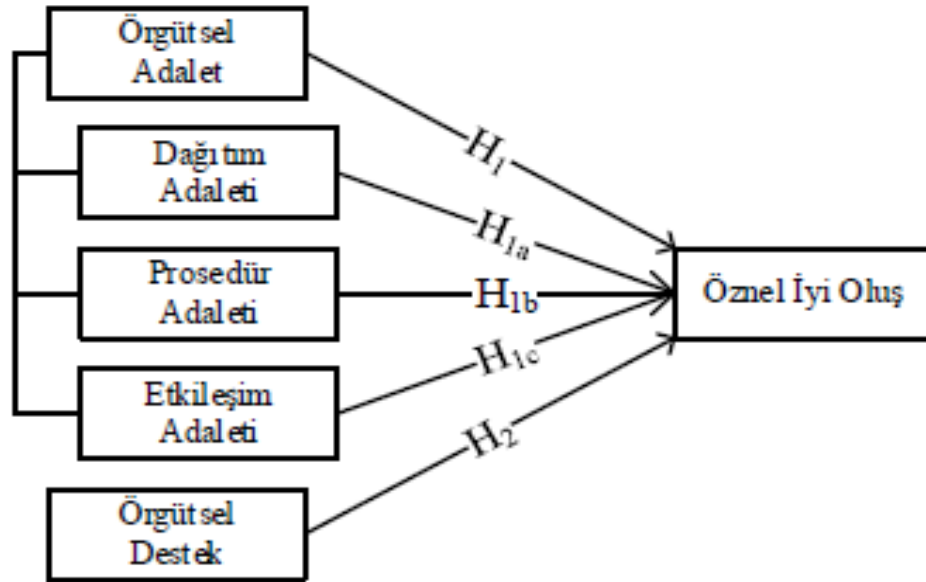 Örgütsel
Adalet
H1
Dağıtım
Adaleti
H1a
Prosedür
Adaleti
H1b
Öznel İyi Oluş
Etkileşim
Adaleti
H1c
H2
Örgütsel
Destek